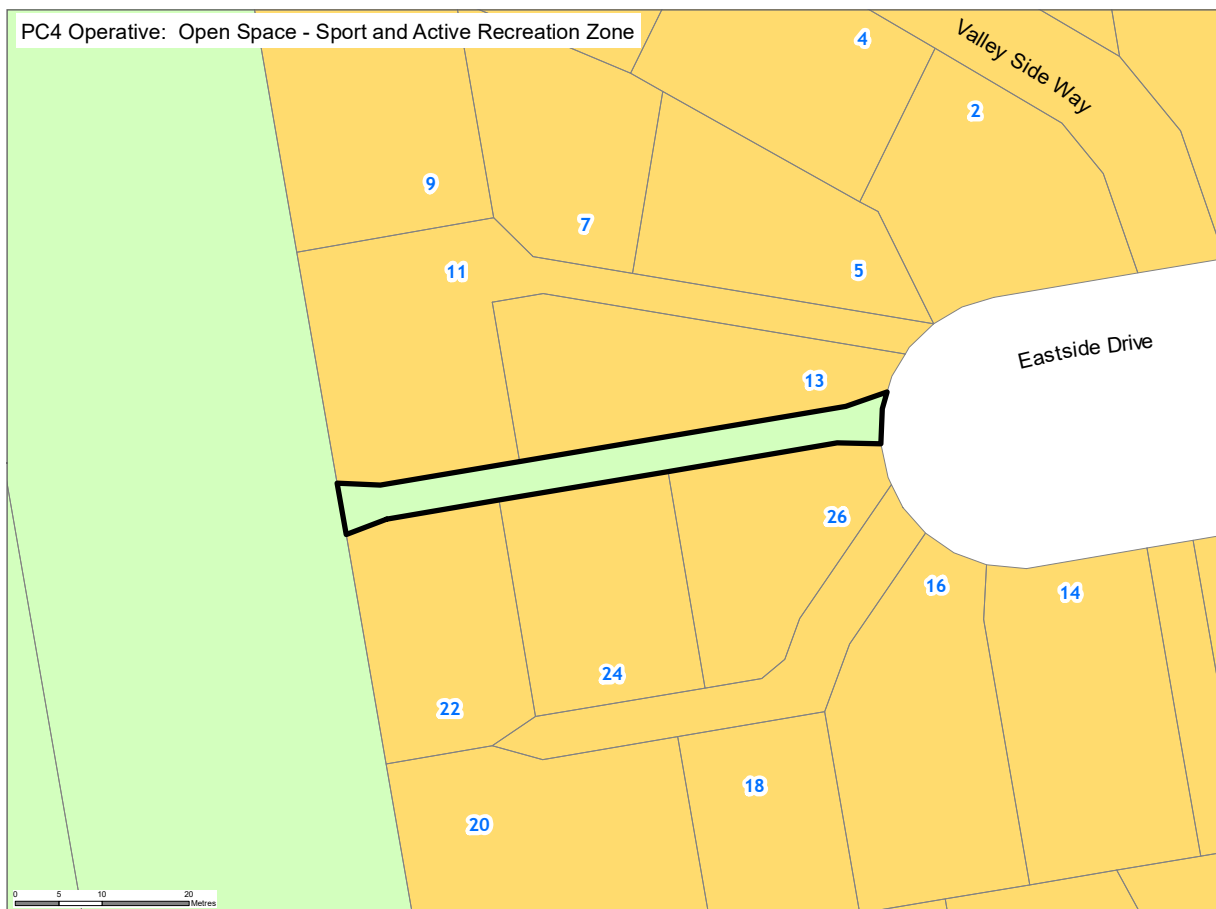 PC4 Operative:  Open Space - Sport and Active Recreation Zone
4
Valley Side Way
2
9
7
11
5
Eastside Drive
13
26
16
14
24
22
18
20
0 5 10 20
Metres